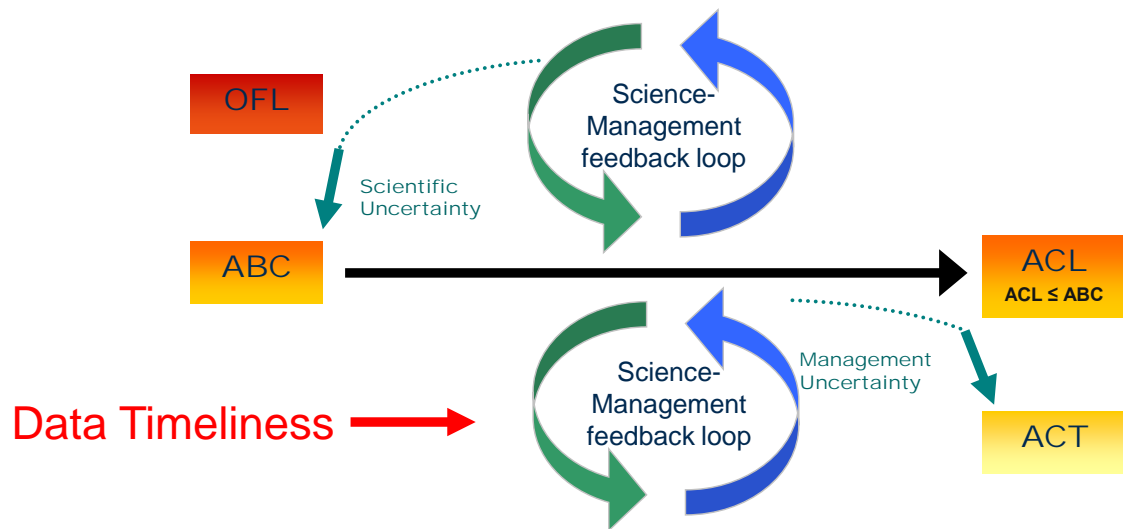 OFL
Science-
Management
feedback loop
Scientific
Uncertainty
ABC
ACL
ACL ≤ ABC
Science-
Management
feedback loop
Management
Uncertainty
Data Timeliness
ACT